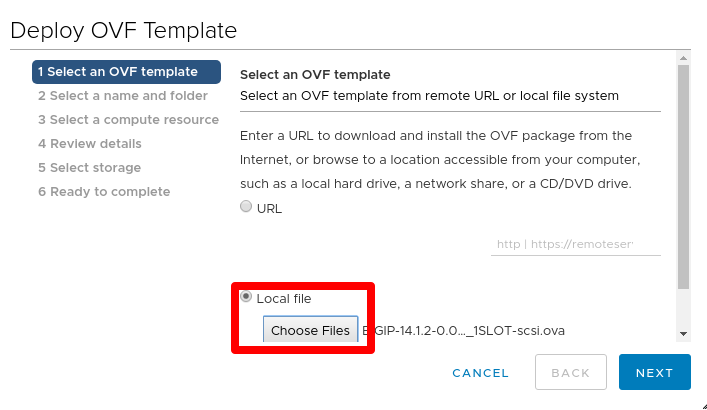 Deploy OVF Template
1 Select an OVF template
2 Select a name and folder
3 Select a compute resource
4 Review details
5 Select storage
6 Ready to complete
Select an OVF template
Select an OVF template from remote URL or local file system
Enter a URL to download and install the OVF package from the
Internet, or browse to a location accessible from your computer,
such as a local hard drive, a network share, or a CD/DVD drive.
URL
http | https://remoteser
Local file
Choose Files
GIP-14.1.2-0.0..._1SLOT-scsi.ova
CANCEL
BACK
NEXT